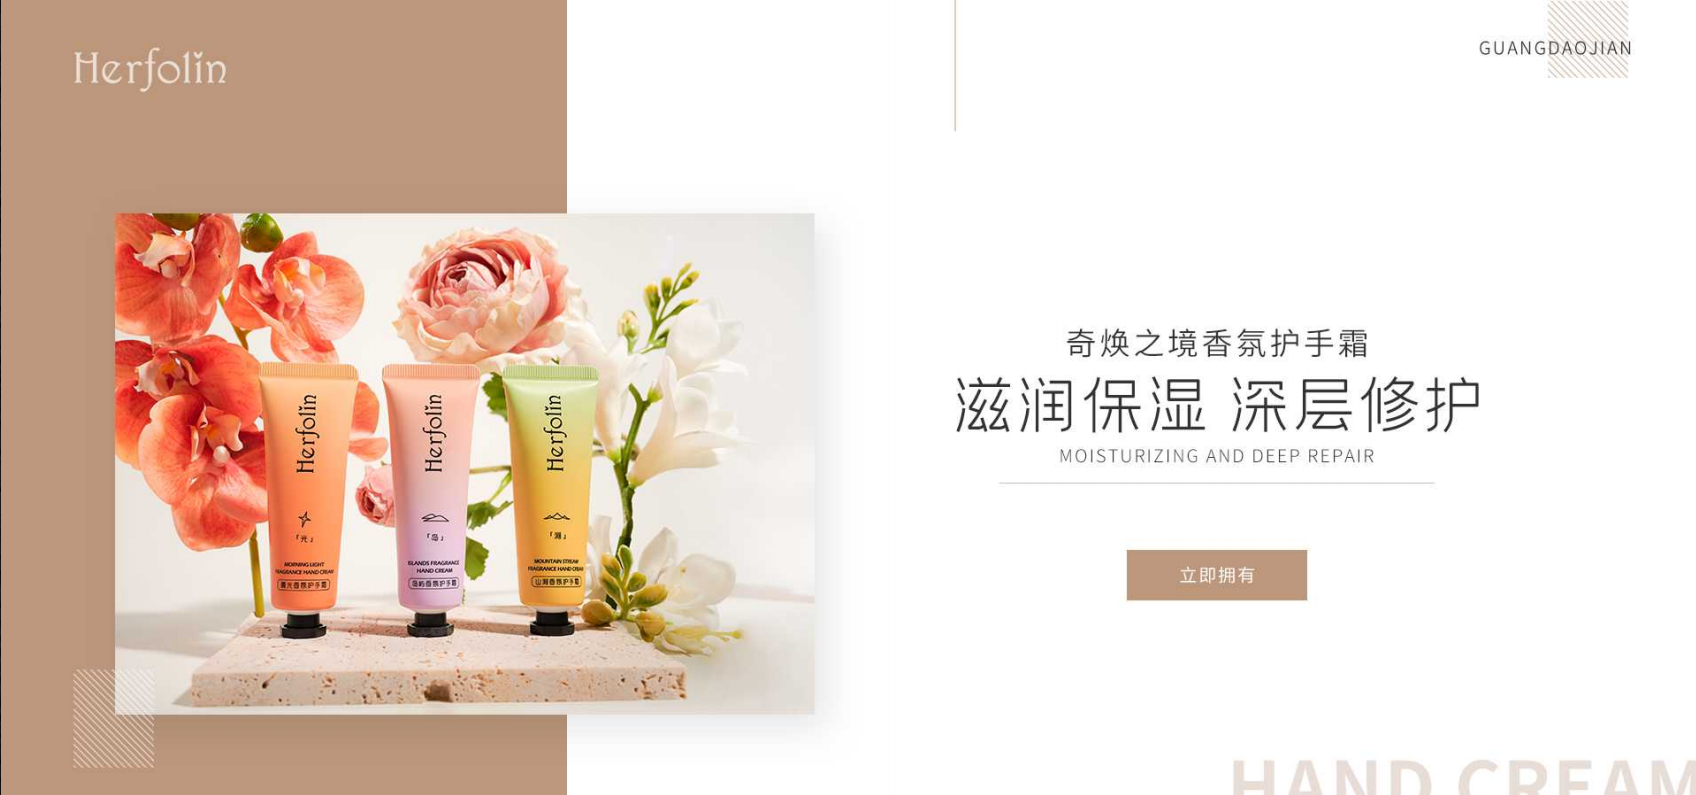 Herfolin
GUANGDAOJIAN
Herfolin
「光」
MORNING LIGHT
FRAGRANCE HAND CREAM
晨光香氛护手霜
Herfolin
「岛」
ISLANDS FRAGRANCE
HAND CREAM
岛屿香氛护手霜
Herfolin
「涧」
MOUNTAIN STREAM
FRAGRANCE HAND CREAM
山涧香氛护手霜
奇焕之境香氛护手霜
滋润保湿 深层修护
MOISTURIZING AND DEEP REPAIR
立即拥有
HAND CREAM